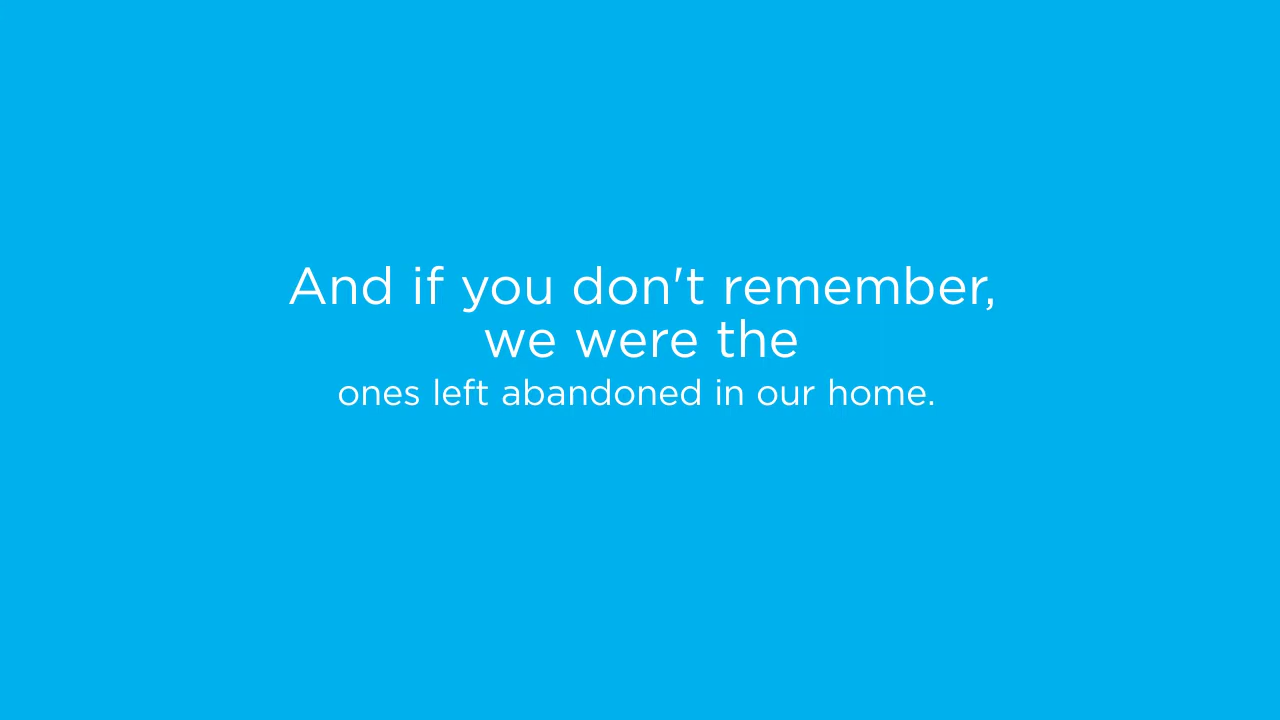 And if you don't remember,
we were the
ones left abandoned in our home.